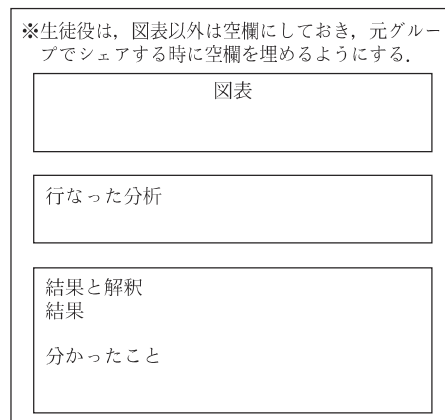 ※生徒役は，図表以外は空欄にしておき，元グルー
プでシェアする時に空欄を埋めるようにする．
図表
行なった分析
結果と解釈
結果
分かったこと